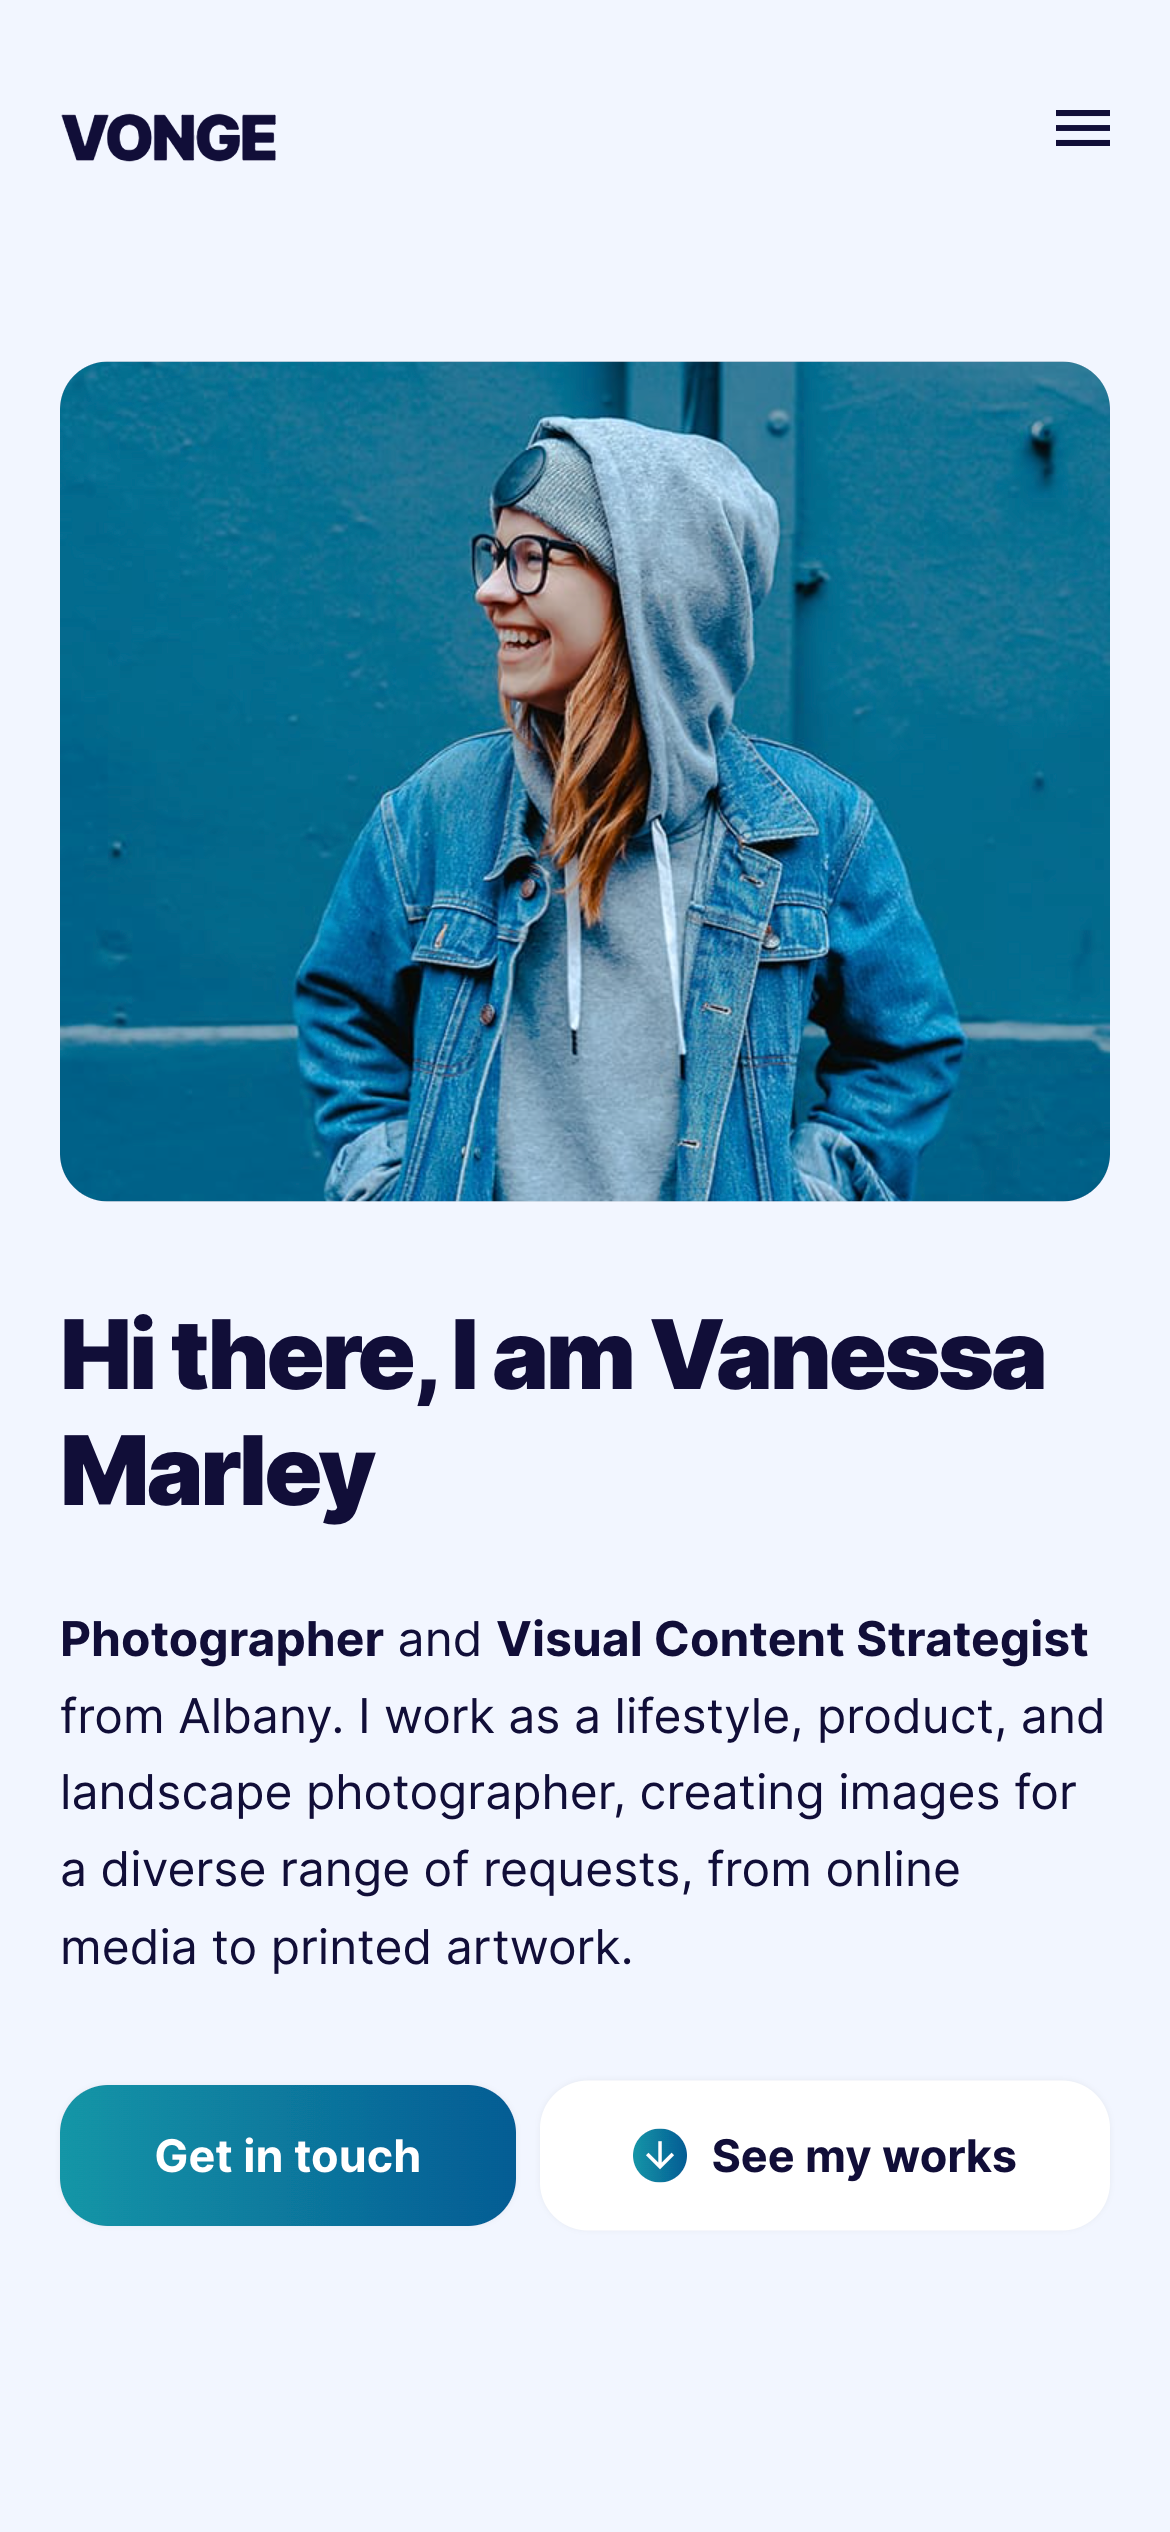 VONGE
Hi there, I am Vanessa
Marley
Photographer and Visual Content Strategist
from Albany. I work as a lifestyle, product, and
landscape photographer, creating images for
a diverse range of requests, from online
media to printed artwork.
Get in touch
See my works